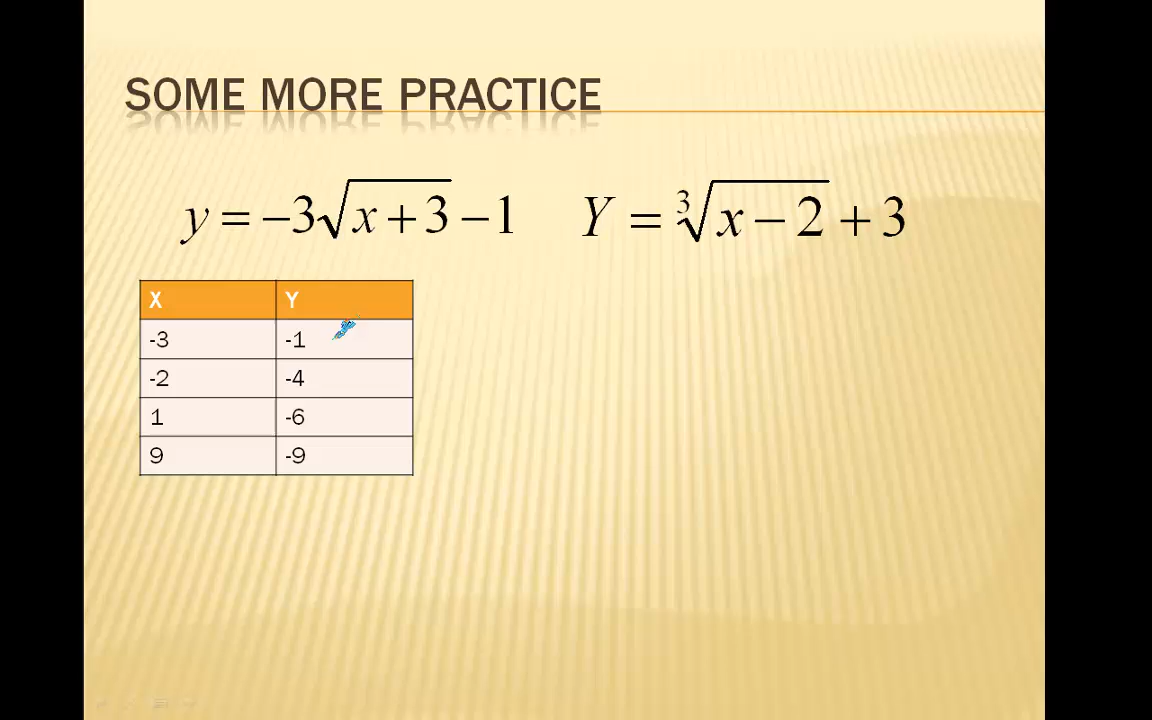 SOME MORE PRACTICE
y = −3√(x + 3) − 1
Y = ∛(x − 2) + 3
X Y
-3 -1
-2 -4
1 -6
9 -9